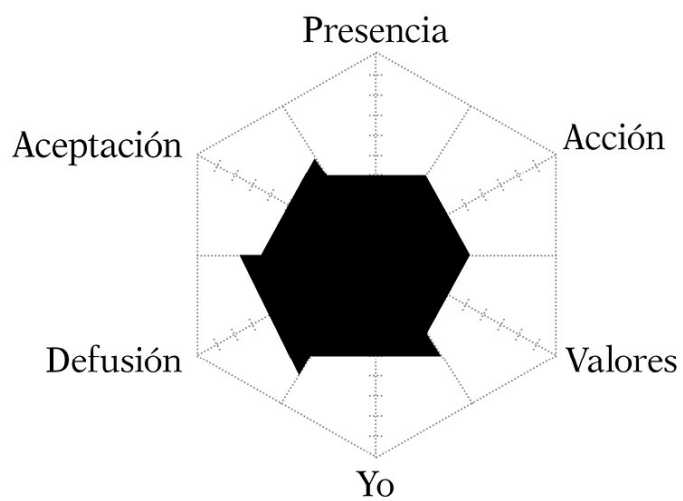 Presencia
Aceptación
Acción
Defusión
Valores
Yo